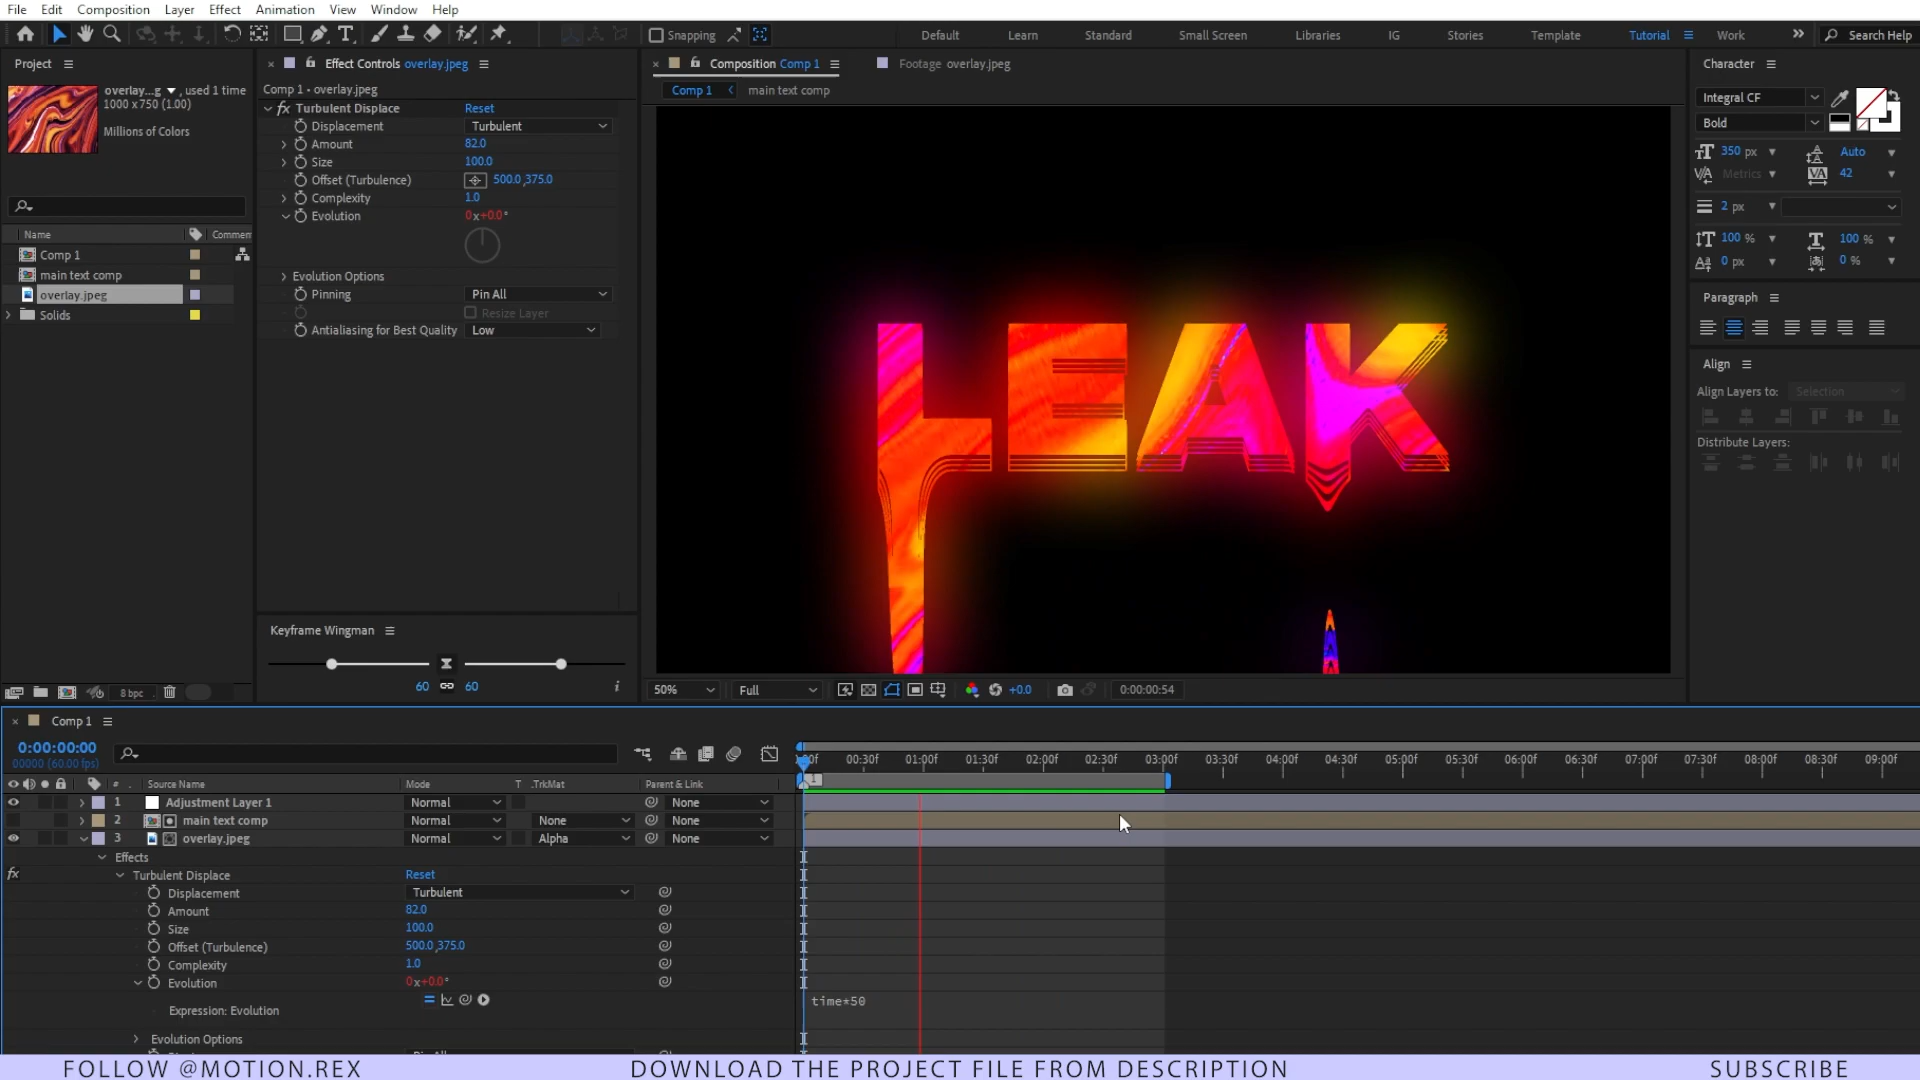 File Edit Composition Layer Effect Animation View Window Help
Snapping
Default Learn Standard Small Screen Libraries IG Stories Template Tutorial Work Search Help
Project
overlay...g , used 1 time
1000 x 750 (1.00)
Millions of Colors
Name Commen
Comp 1
main text comp
overlay.jpeg
Solids
8 bpc
Effect Controls overlay.jpeg
Comp 1 • overlay.jpeg
fx Turbulent Displace Reset
Displacement Turbulent
Amount 82.0
Size 100.0
Offset (Turbulence) 500.0,375.0
Complexity 1.0
Evolution 0x+0.0°
Evolution Options
Pinning Pin All
Resize Layer
Antialiasing for Best Quality Low
Keyframe Wingman
60 60
Composition Comp 1 Footage overlay.jpeg
Comp 1 main text comp
LEAK
50% Full +0.0 0:00:00:54
Character
Integral CF
Bold
350 px Auto
Metrics 42
2 px
100 % 100 %
0 px 0 %
Paragraph
Align
Align Layers to: Selection
Distribute Layers:
Comp 1
0:00:00:00
00000 (60.00 fps)
# Source Name Mode T .TrkMat Parent & Link
1 Adjustment Layer 1 Normal None
2 main text comp Normal None None
3 overlay.jpeg Normal Alpha None
Effects
fx Turbulent Displace Reset
Displacement Turbulent
Amount 82.0
Size 100.0
Offset (Turbulence) 500.0,375.0
Complexity 1.0
Evolution 0x+0.0°
Expression: Evolution time*50
Evolution Options
00:30f 01:00f 01:30f 02:00f 02:30f 03:00f 03:30f 04:00f 04:30f 05:00f 05:30f 06:00f 06:30f 07:00f 07:30f 08:00f 08:30f 09:00f
1
FOLLOW @MOTION.REX DOWNLOAD THE PROJECT FILE FROM DESCRIPTION SUBSCRIBE